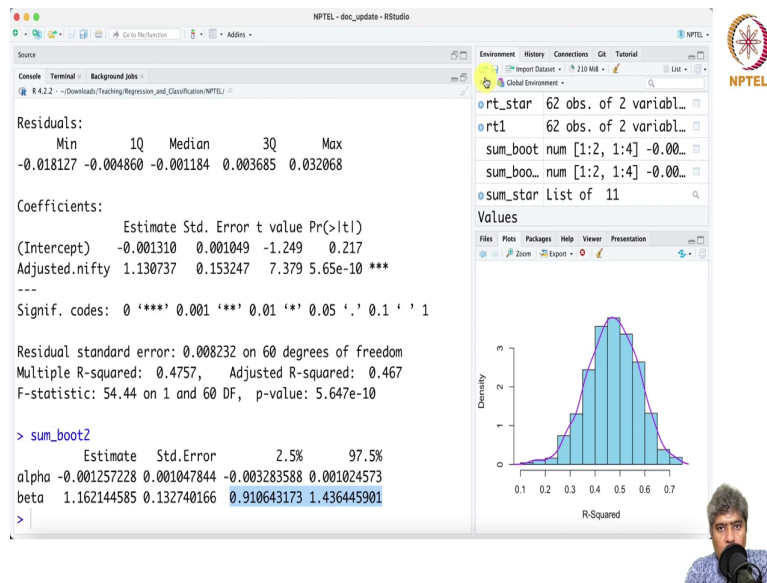 NPTEL - doc_update - RStudio
Go to file/function
Addins
NPTEL
Source
Console Terminal Background Jobs
R 4.2.2 · ~/Downloads/Teaching/Regression_and_Classification/NPTEL/
Residuals:
Min 1Q Median 3Q Max
-0.018127 -0.004860 -0.001184 0.003685 0.032068
Coefficients:
Estimate Std. Error t value Pr(>|t|)
(Intercept) -0.001310 0.001049 -1.249 0.217
Adjusted.nifty 1.130737 0.153247 7.379 5.65e-10 ***
---
Signif. codes: 0 ‘***’ 0.001 ‘**’ 0.01 ‘*’ 0.05 ‘.’ 0.1 ‘ ’ 1
Residual standard error: 0.008232 on 60 degrees of freedom
Multiple R-squared: 0.4757, Adjusted R-squared: 0.467
F-statistic: 54.44 on 1 and 60 DF, p-value: 5.647e-10
> sum_boot2
Estimate Std.Error 2.5% 97.5%
alpha -0.001257228 0.001047844 -0.003283588 0.001024573
beta 1.162144585 0.132740166 0.910643173 1.436445901
>
Environment History Connections Git Tutorial
Import Dataset 210 MiB List
Global Environment
rt_star 62 obs. of 2 variabl…
rt1 62 obs. of 2 variabl…
sum_boot num [1:2, 1:4] -0.00…
sum_boo… num [1:2, 1:4] -0.00…
sum_star List of 11
Values
Files Plots Packages Help Viewer Presentation
Zoom Export
Density
3
2
1
0
0.1 0.2 0.3 0.4 0.5 0.6 0.7
R-Squared
NPTEL